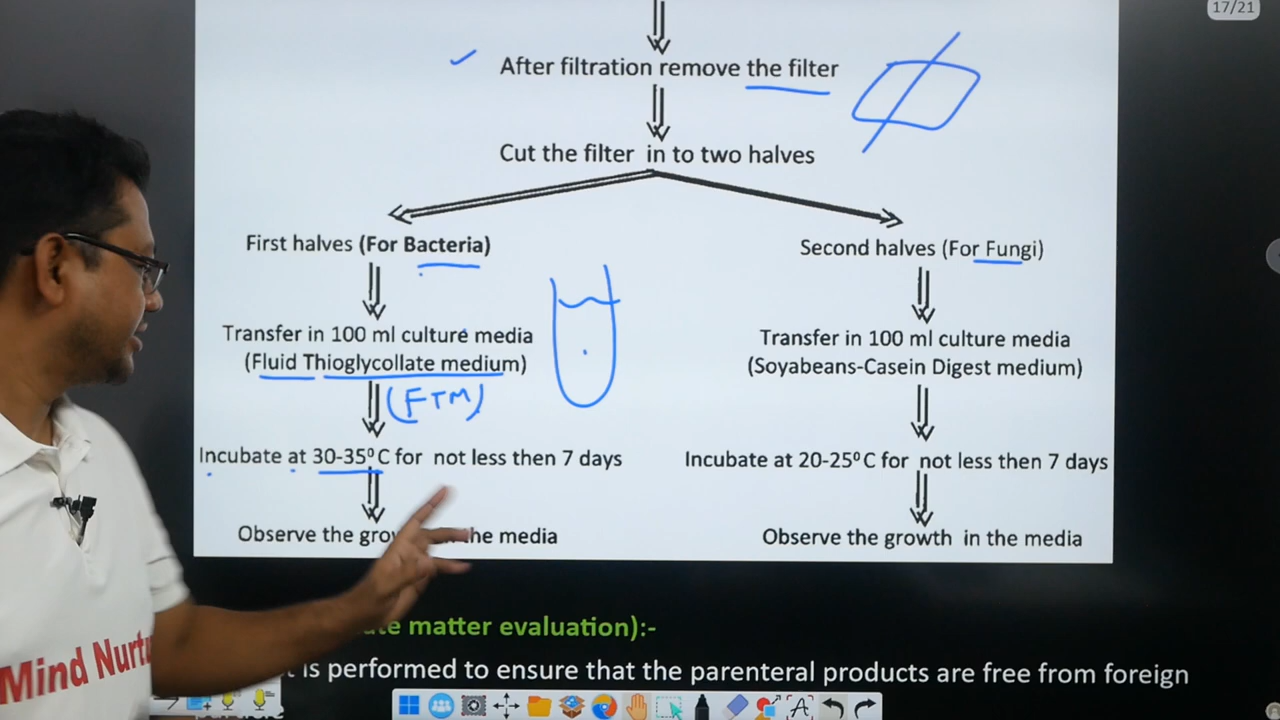 17/21
After filtration remove the filter
Cut the filter in to two halves
First halves (For Bacteria)
Second halves (For Fungi)
Transfer in 100 ml culture media
(Fluid Thioglycollate medium)
Transfer in 100 ml culture media
(Soyabeans-Casein Digest medium)
(FTM)
Incubate at 30-35⁰C for not less then 7 days
Incubate at 20-25⁰C for not less then 7 days
Observe the media
Observe the growth in the media
matter evaluation):-
is performed to ensure that the parenteral products are free from foreign
Mind